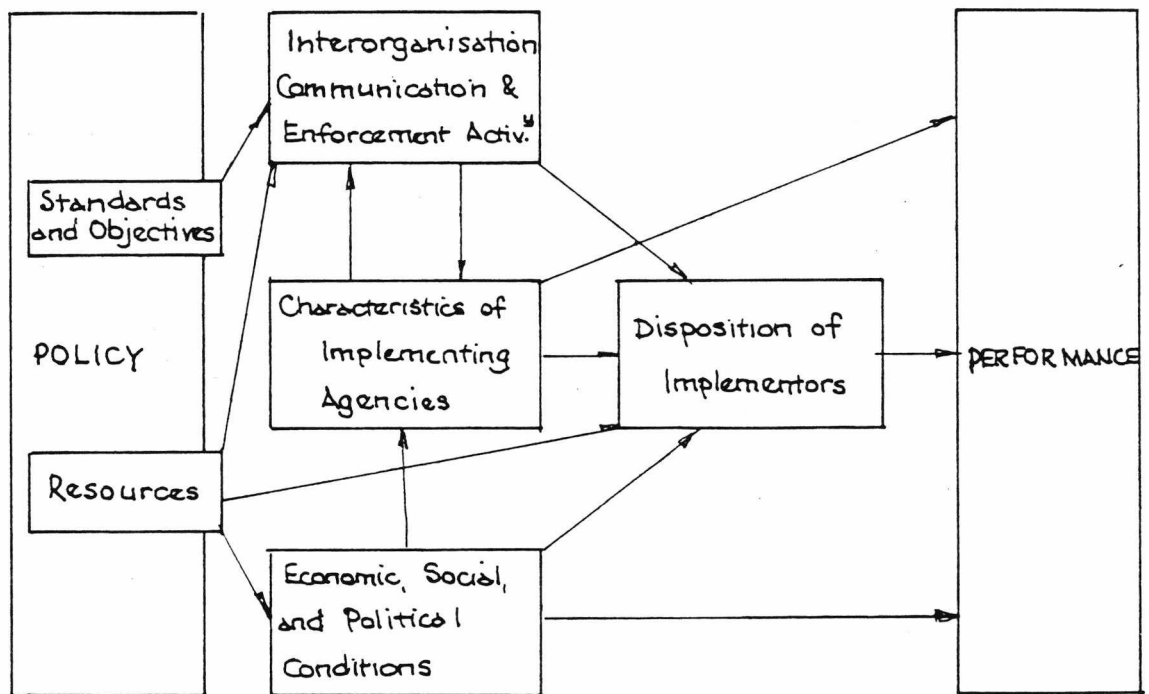 Interorganisation
Communication &
Enforcement Activ.y
Standards
and Objectives
POLICY
Characteristics of
Implementing
Agencies
Disposition of
Implementors
PERFORMANCE
Resources
Economic, Social,
and Political
Conditions